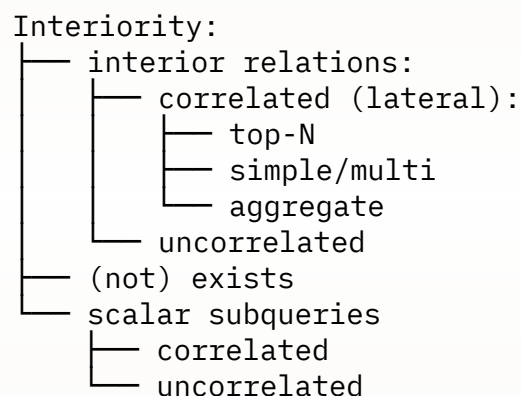 Interiority:
├── interior relations:
│   ├── correlated (lateral):
│   │   ├── top-N
│   │   ├── simple/multi
│   │   └── aggregate
│   └── uncorrelated
├── (not) exists
└── scalar subqueries
    ├── correlated
    └── uncorrelated